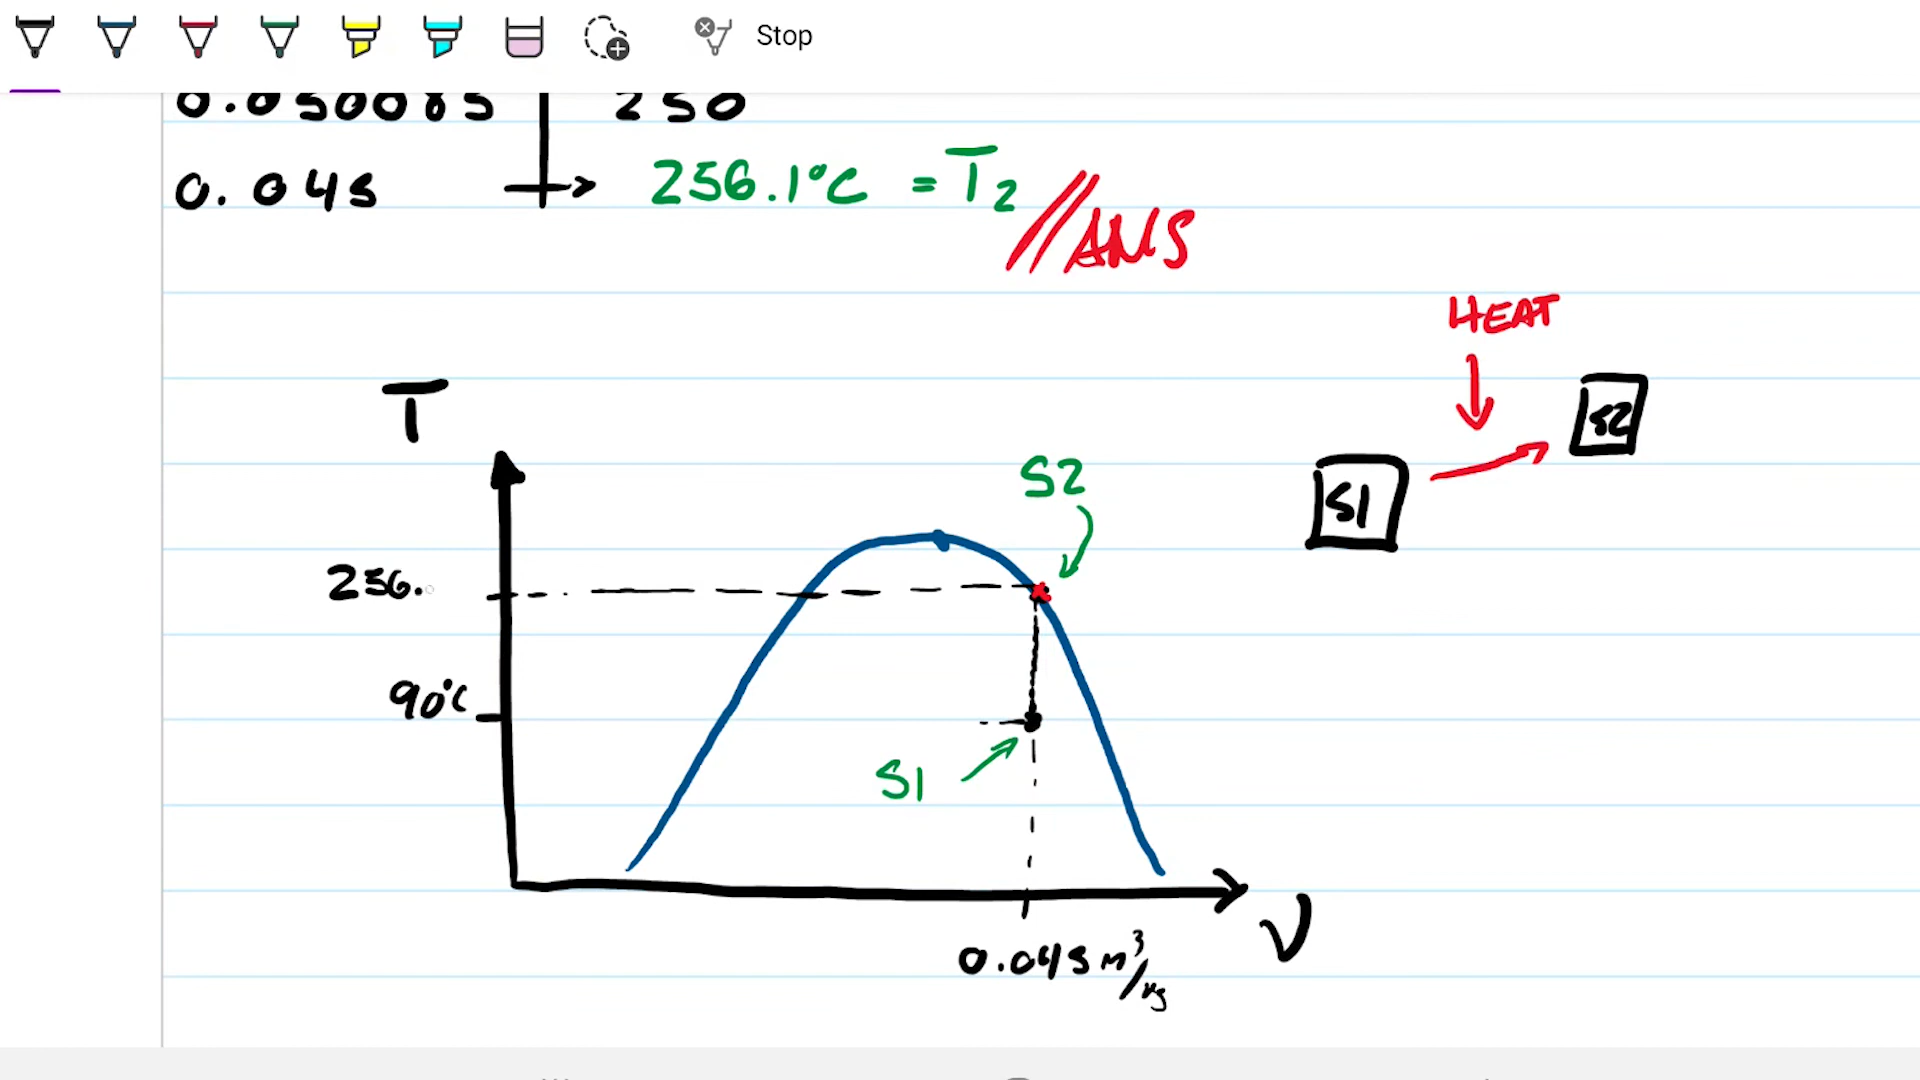 Stop
0.050085 250
0.045 256.1°C = T2
//ANS
HEAT
T
S2
S2
S1
256.
90°C
S1
0.045 m³/kg
V